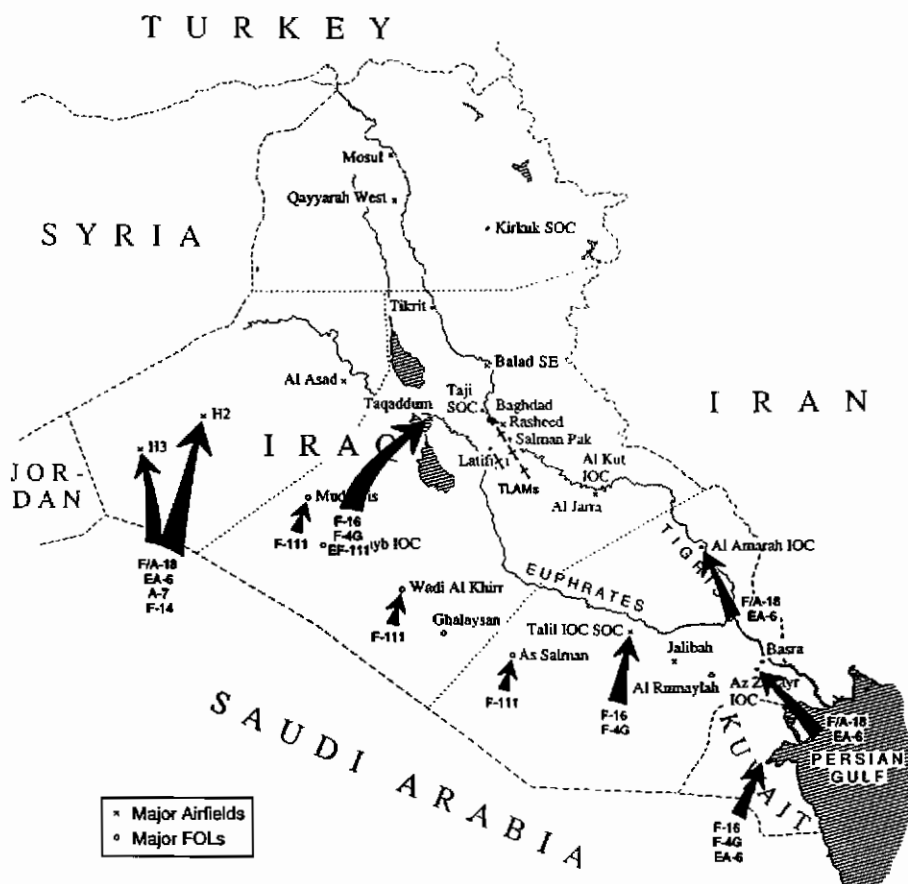 TURKEY
Mosul
Qayyarah West
Kirkuk SOC
SYRIA
Tikrit
Balad SE
Al Asad
Taji
SOC
Baghdad
Rasheed
Taqaddum
Salman Pak
IRAN
H2
IRAQ
H3
Latifi
Al Kut
IOC
TLAMs
JOR-
DAN
Al Jarra
F-16
F-4G
EF-111
F-111
IOC
Al Amarah IOC
TIGRIS
F/A-18
EA-6
A-7
F-14
EUPHRATES
Wadi Al Khirr
F-111
F/A-18
EA-6
Ghalaysan
Talil IOC SOC
Jalibah
Basra
As Salman
Al Rumaylah
IOC
F-111
F-16
F-4G
F/A-18
EA-6
KUWAIT
PERSIAN
GULF
SAUDI ARABIA
F-16
F-4G
EA-6
× Major Airfields
o Major FOLs